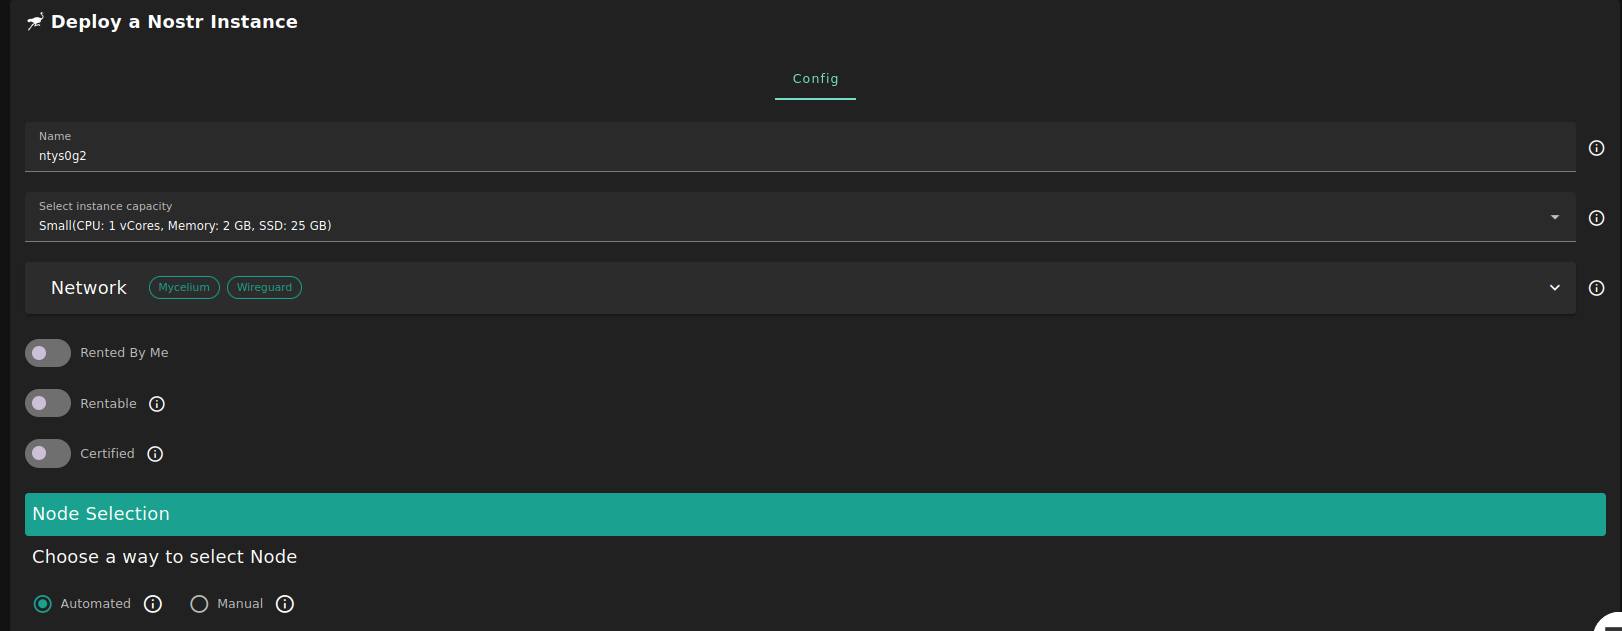 Deploy a Nostr Instance
Config
Name
ntys0g2
Select instance capacity
Small(CPU: 1 vCores, Memory: 2 GB, SSD: 25 GB)
Network Mycelium Wireguard
Rented By Me
Rentable
Certified
Node Selection
Choose a way to select Node
Automated Manual